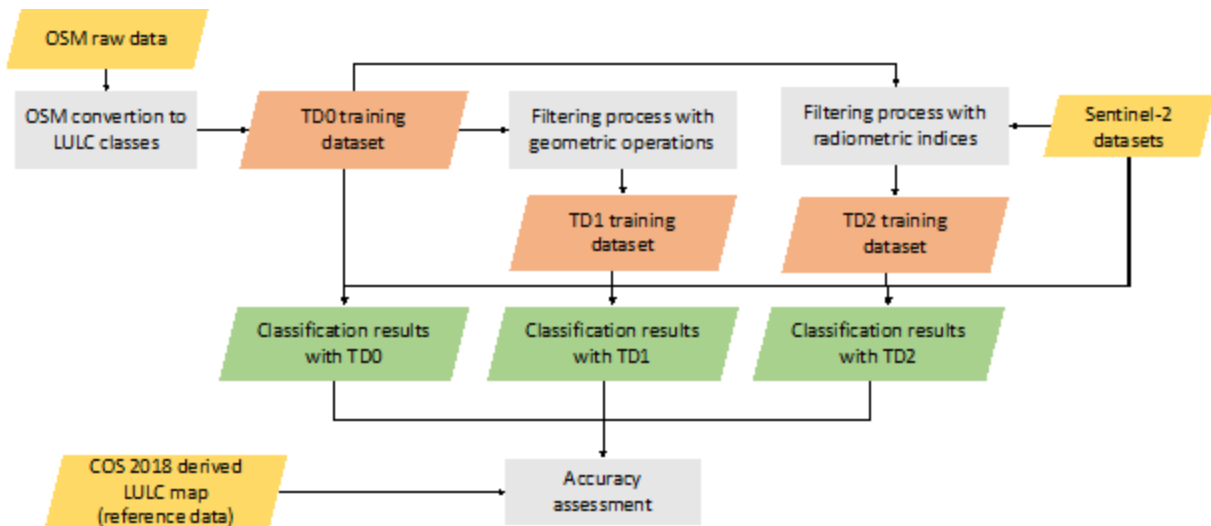 OSM raw data
OSM convertion to
LULC classes
TD0 training
dataset
Filtering process with
geometric operations
Filtering process with
radiometric indices
Sentinel-2
datasets
TD1 training
dataset
TD2 training
dataset
Classification results
with TD0
Classification results
with TD1
Classification results
with TD2
COS 2018 derived
LULC map
(reference data)
Accuracy
assessment